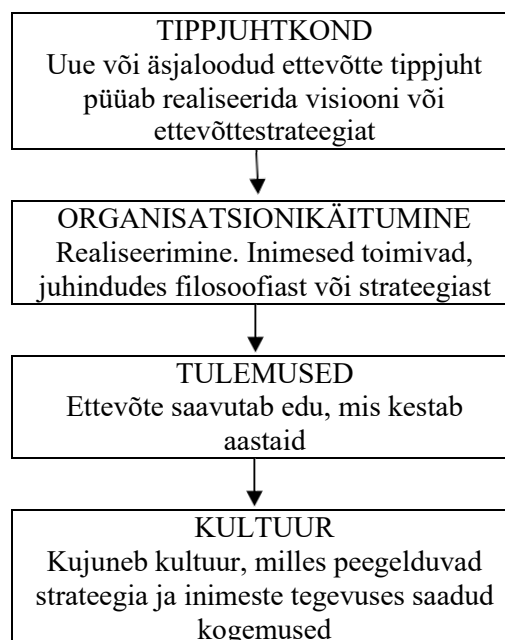 TIPPJUHTKOND
Uue või äsjaloodud ettevõtte tippjuht
püüab realiseerida visiooni või
ettevõttestrateegiat
ORGANISATSIONIKÄITUMINE
Realiseerimine. Inimesed toimivad,
juhindudes filosoofiast või strateegiast
TULEMUSED
Ettevõte saavutab edu, mis kestab
aastaid
KULTUUR
Kujuneb kultuur, milles peegelduvad
strateegia ja inimeste tegevuses saadud
kogemused